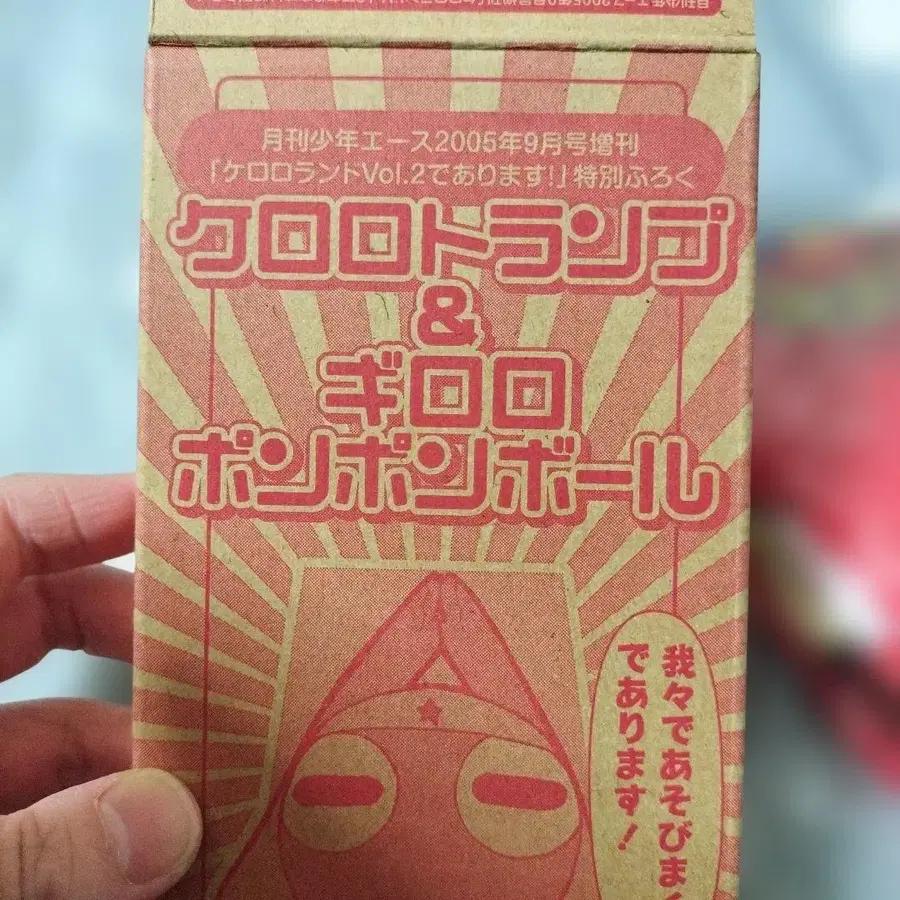 月刊少年エース2005年9月号増刊
「ケロロランドVol.2であります!」特別ふろく
ケロロトランプ
&
ギロロ
ポンポンボール
我々であそびまく
であります!